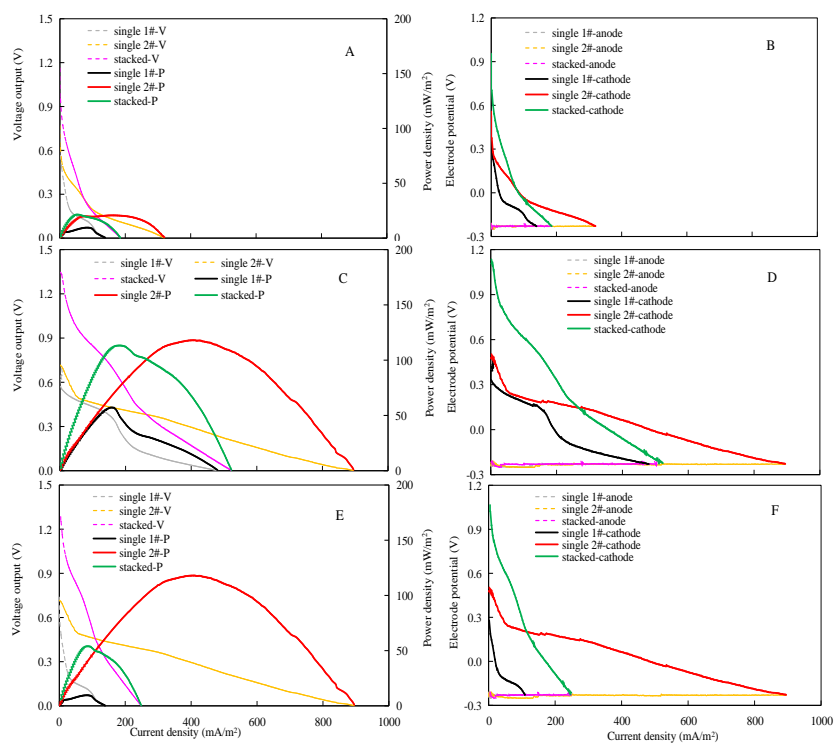 1.5
1.2
0.9
0.6
0.3
0.0
Voltage output (V)
single 1#-V
single 2#-V
stacked-V
single 1#-P
single 2#-P
stacked-P
A
200
150
100
50
0
Power density (mW/m²)
1.2
0.9
0.6
0.3
0.0
-0.3
Electrode potential (V)
single 1#-anode
single 2#-anode
stacked-anode
single 1#-cathode
single 2#-cathode
stacked-cathode
B
1.5
1.2
0.9
0.6
0.3
0.0
Voltage output (V)
single 1#-V single 2#-V
stacked-V single 1#-P
single 2#-P stacked-P
C
200
150
100
50
0
Power density (mW/m²)
1.2
0.9
0.6
0.3
0.0
-0.3
Electrode potential (V)
single 1#-anode
single 2#-anode
stacked-anode
single 1#-cathode
single 2#-cathode
stacked-cathode
D
1.5
1.2
0.9
0.6
0.3
0.0
Voltage output (V)
single 1#-V
single 2#-V
stacked-V
single 1#-P
single 2#-P
stacked-P
E
200
150
100
50
0
Power density (mW/m²)
0 200 400 600 800 1000
Current density (mA/m²)
1.2
0.9
0.6
0.3
0.0
-0.3
Electrode potential (V)
single 1#-anode
single 2#-anode
stacked-anode
single 1#-cathode
single 2#-cathode
stacked-cathode
F
0 200 400 600 800 1000
Current density (mA/m²)